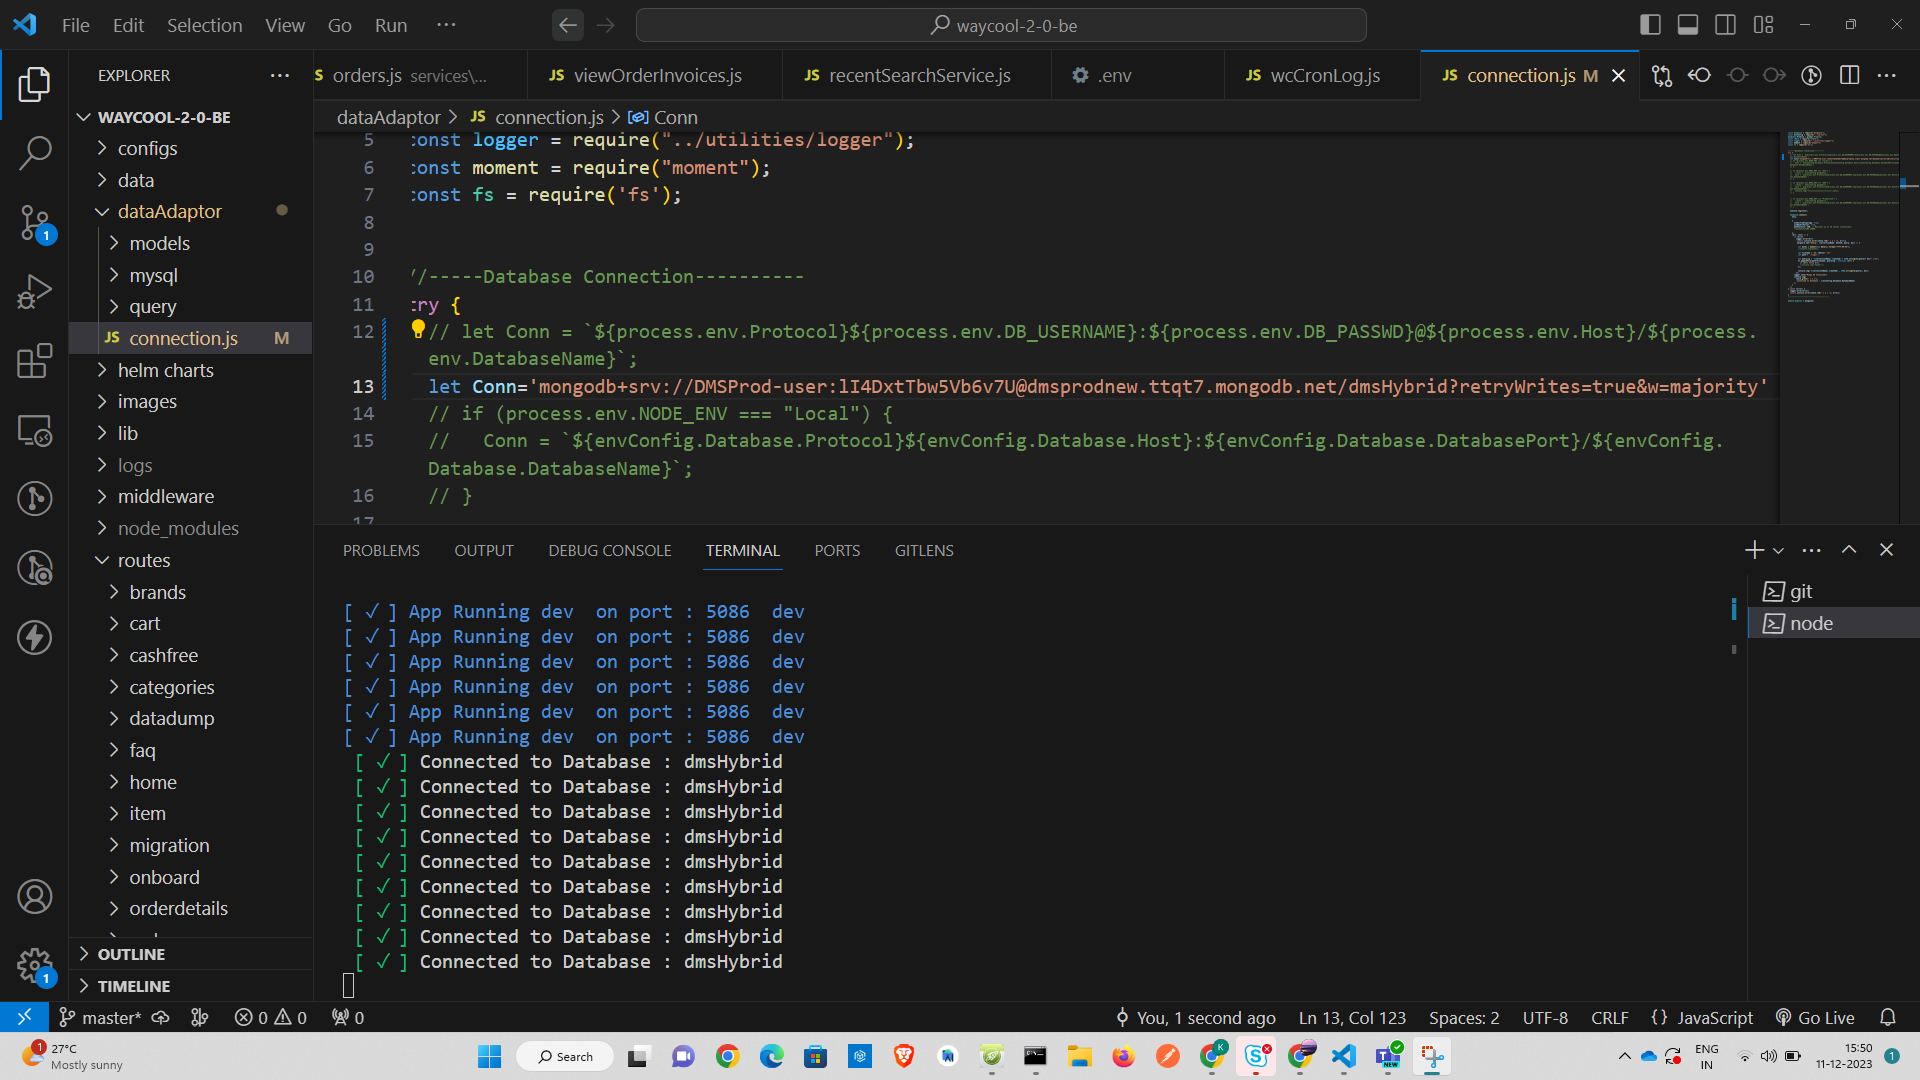 File Edit Selection View Go Run ··· waycool-2-0-be
EXPLORER ···
orders.js services\... JS viewOrderInvoices.js JS recentSearchService.js .env JS wcCronLog.js JS connection.js M
dataAdaptor > JS connection.js > Conn
WAYCOOL-2-0-BE
configs
data
dataAdaptor
models
mysql
query
JS connection.js M
helm charts
images
lib
logs
middleware
node_modules
routes
brands
cart
cashfree
categories
datadump
faq
home
item
migration
onboard
orderdetails
OUTLINE
TIMELINE
5 const logger = require("../utilities/logger");
6 const moment = require("moment");
7 const fs = require('fs');
8
9
10 //-----Database Connection----------
11 try {
12 // let Conn = `${process.env.Protocol}${process.env.DB_USERNAME}:${process.env.DB_PASSWD}@${process.env.Host}/${process.
env.DatabaseName}`;
13 let Conn='mongodb+srv://DMSProd-user:lI4DxtTbw5Vb6v7U@dmsprodnew.ttqt7.mongodb.net/dmsHybrid?retryWrites=true&w=majority'
14 // if (process.env.NODE_ENV === "Local") {
15 //   Conn = `${envConfig.Database.Protocol}${envConfig.Database.Host}:${envConfig.Database.DatabasePort}/${envConfig.
Database.DatabaseName}`;
16 // }
17
PROBLEMS OUTPUT DEBUG CONSOLE TERMINAL PORTS GITLENS
git
node
[ ✓ ] App Running dev  on port : 5086  dev
[ ✓ ] App Running dev  on port : 5086  dev
[ ✓ ] App Running dev  on port : 5086  dev
[ ✓ ] App Running dev  on port : 5086  dev
[ ✓ ] App Running dev  on port : 5086  dev
[ ✓ ] App Running dev  on port : 5086  dev
[ ✓ ] Connected to Database : dmsHybrid
[ ✓ ] Connected to Database : dmsHybrid
[ ✓ ] Connected to Database : dmsHybrid
[ ✓ ] Connected to Database : dmsHybrid
[ ✓ ] Connected to Database : dmsHybrid
[ ✓ ] Connected to Database : dmsHybrid
[ ✓ ] Connected to Database : dmsHybrid
[ ✓ ] Connected to Database : dmsHybrid
[ ✓ ] Connected to Database : dmsHybrid
master* 0 0 0 You, 1 second ago Ln 13, Col 123 Spaces: 2 UTF-8 CRLF {} JavaScript Go Live
27°C
Mostly sunny
Search
ENG
IN
15:50
11-12-2023